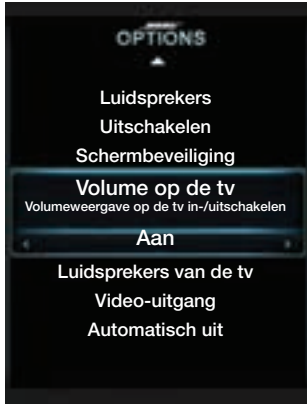 OPTIONS
Luidsprekers
Uitschakelen
Schermbeveiliging
Volume op de tv
Volumeweergave op de tv in-/uitschakelen
Aan
Luidsprekers van de tv
Video-uitgang
Automatisch uit